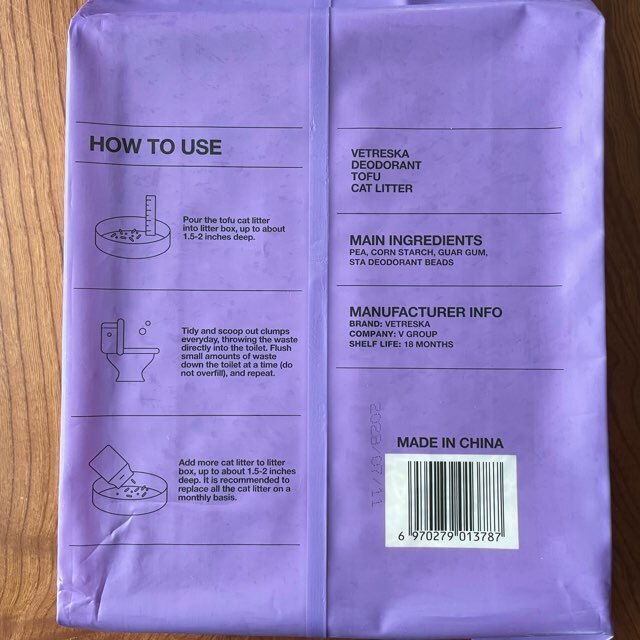 HOW TO USE
Pour the tofu cat litter
into litter box, up to about
1.5-2 inches deep.
Tidy and scoop out clumps
everyday, throwing the waste
directly into the toilet. Flush
small amounts of waste
down the toilet at a time (do
not overfill), and repeat.
Add more cat litter to litter
box, up to about 1.5-2 inches
deep. It is recommended to
replace all the cat litter on a
monthly basis.
VETRESKA
DEODORANT
TOFU
CAT LITTER
MAIN INGREDIENTS
PEA, CORN STARCH, GUAR GUM,
STA DEODORANT BEADS
MANUFACTURER INFO
BRAND: VETRESKA
COMPANY: V GROUP
SHELF LIFE: 18 MONTHS
2023 07/11
MADE IN CHINA
6 970279 013787